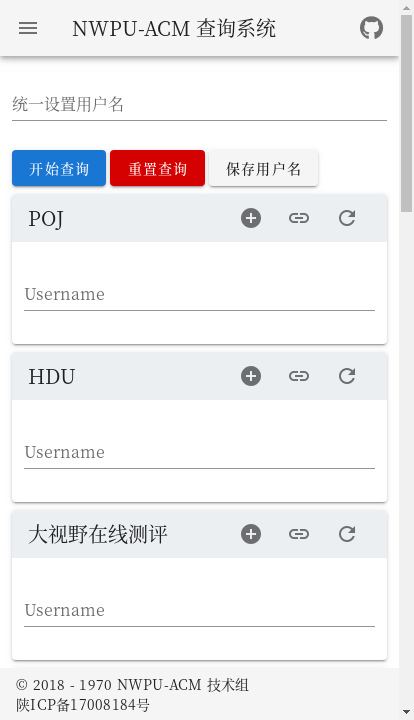 NWPU-ACM 查询系统
统一设置用户名
开始查询 重置查询 保存用户名
POJ
Username
HDU
Username
大视野在线测评
Username
© 2018 - 1970 NWPU-ACM 技术组
陕ICP备17008184号